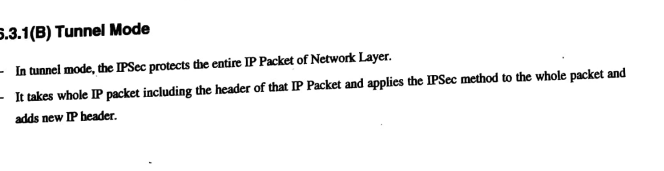 6.3.1(B) Tunnel Mode
- In tunnel mode, the IPSec protects the entire IP Packet of Network Layer.
- It takes whole IP packet including the header of that IP Packet and applies the IPSec method to the whole packet and
adds new IP header.